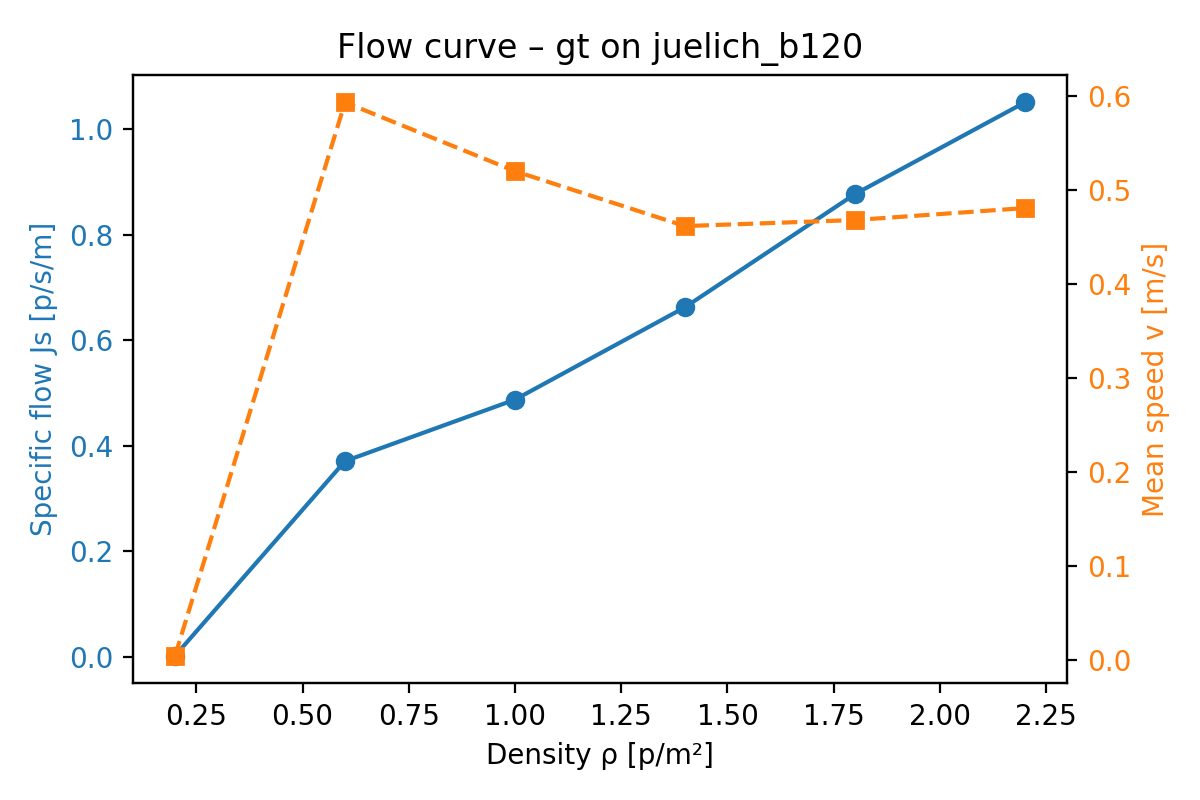 Flow curve – gt on juelich_b120
Specific flow Js [p/s/m]
1.0
0.8
0.6
0.4
0.2
0.0
0.6
0.5
0.4
0.3
0.2
0.1
0.0
Mean speed v [m/s]
0.25 0.50 0.75 1.00 1.25 1.50 1.75 2.00 2.25
Density ρ [p/m²]